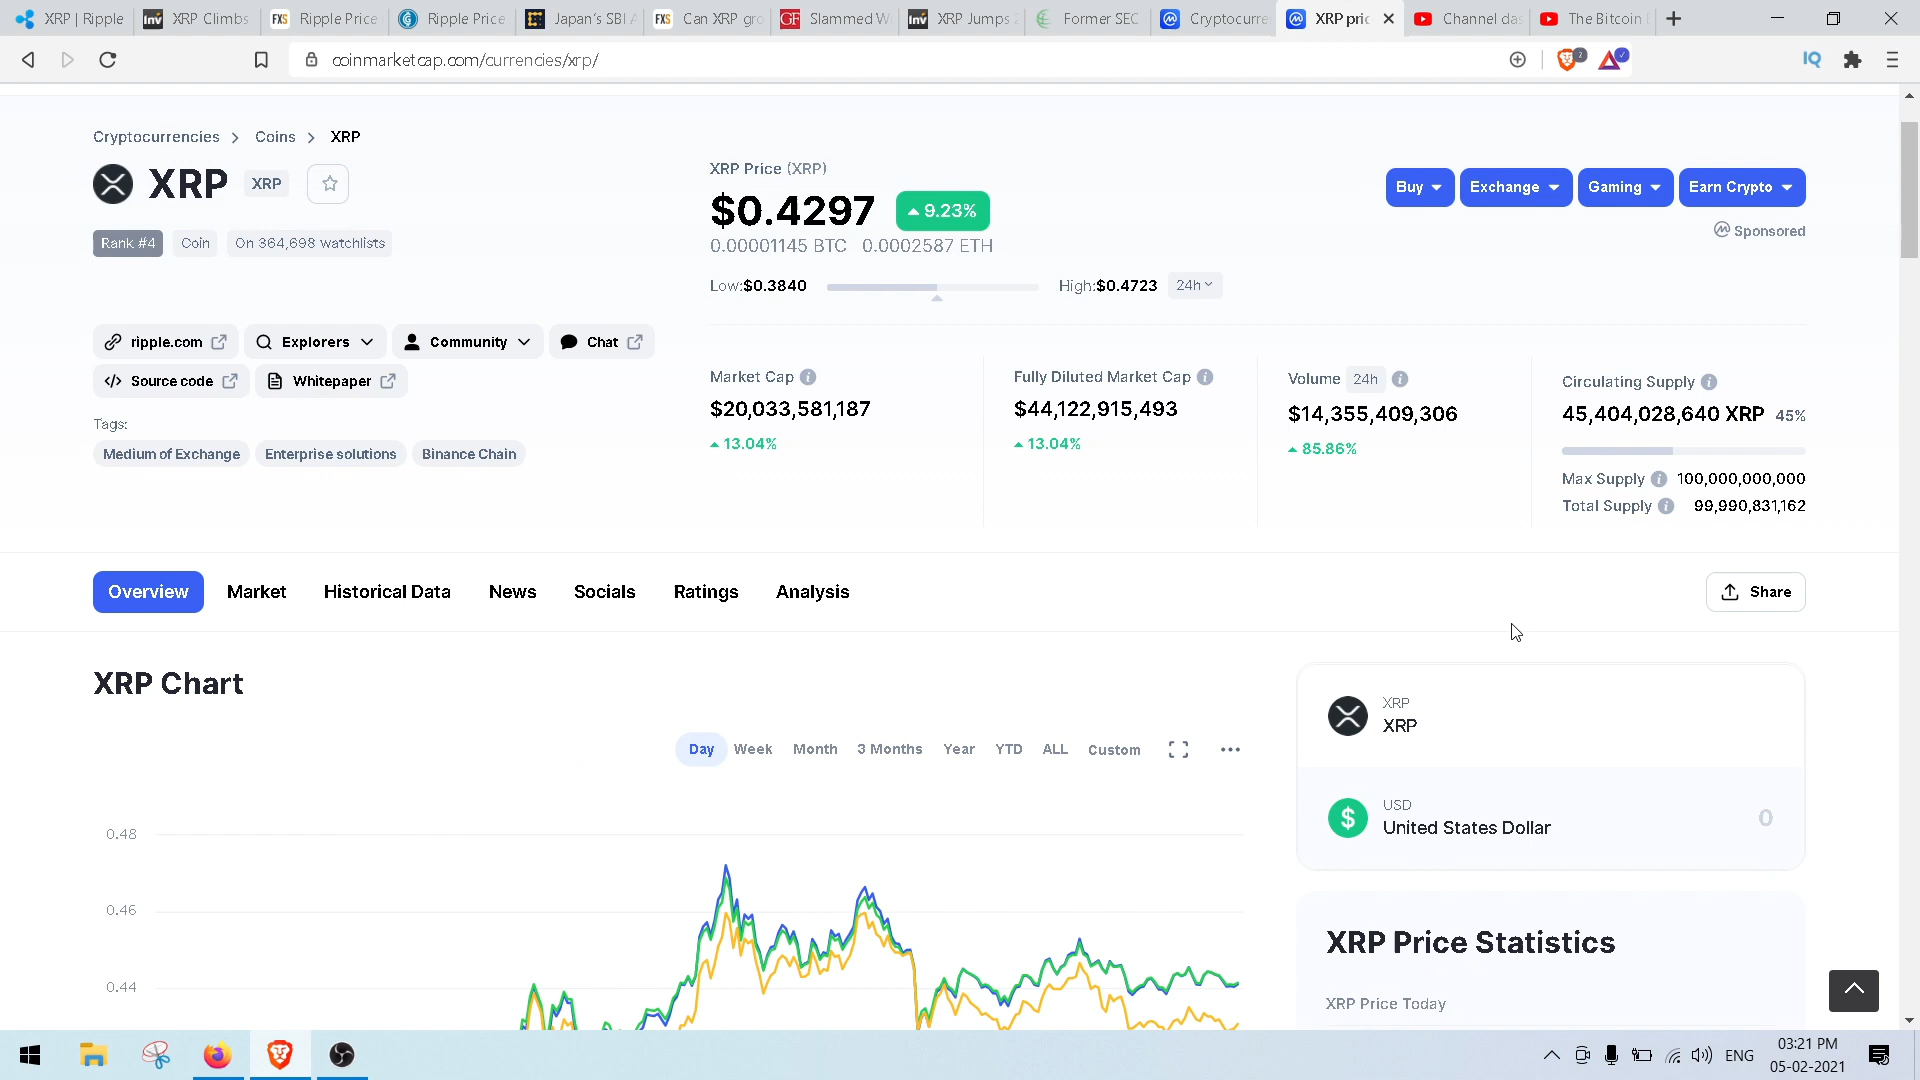 XRP | Ripple
XRP Climbs
Ripple Price
Ripple Price
Japan's SBI
Can XRP gro
Slammed W
XRP Jumps 2
Former SEC
Cryptocurre
XRP pric
Channel das
The Bitcoin
coinmarketcap.com/currencies/xrp/
2
IQ
Cryptocurrencies > Coins > XRP
XRP XRP
Rank #4 Coin On 364,698 watchlists
ripple.com Explorers Community Chat
Source code Whitepaper
Tags:
Medium of Exchange Enterprise solutions Binance Chain
XRP Price (XRP)
$0.4297 9.23%
0.00001145 BTC 0.0002587 ETH
Low:$0.3840 High:$0.4723 24h
Buy Exchange Gaming Earn Crypto
Sponsored
Market Cap
$20,033,581,187
13.04%
Fully Diluted Market Cap
$44,122,915,493
13.04%
Volume 24h
$14,355,409,306
85.86%
Circulating Supply
45,404,028,640 XRP 45%
Max Supply 100,000,000,000
Total Supply 99,990,831,162
Overview Market Historical Data News Socials Ratings Analysis Share
XRP Chart
Day Week Month 3 Months Year YTD ALL Custom
0.48
0.46
0.44
XRP
XRP
USD
United States Dollar 0
XRP Price Statistics
XRP Price Today
ENG
03:21 PM
05-02-2021